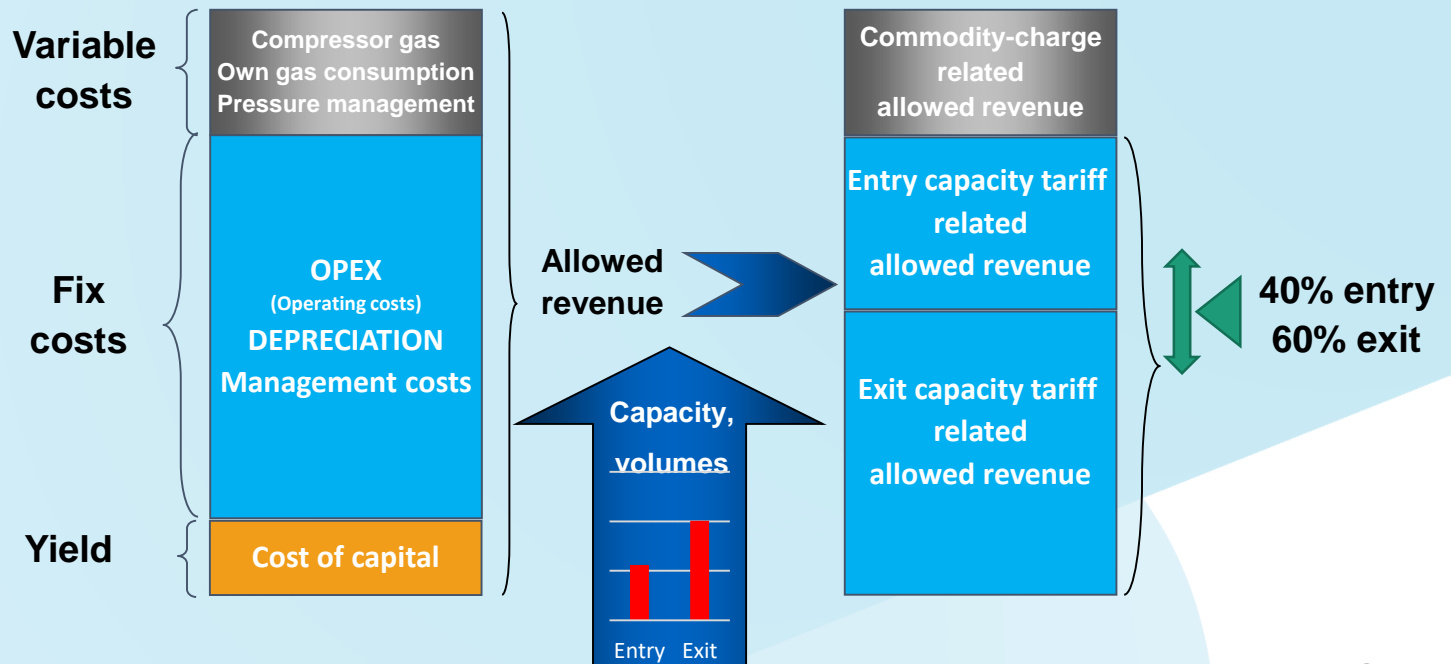 Variable
costs
Compressor gas
Own gas consumption
Pressure management
Fix
costs
OPEX
(Operating costs)
DEPRECIATION
Management costs
Yield
Cost of capital
Allowed
revenue
Capacity,
volumes
Entry Exit
Commodity-charge
related
allowed revenue
Entry capacity tariff
related
allowed revenue
Exit capacity tariff
related
allowed revenue
40% entry
60% exit